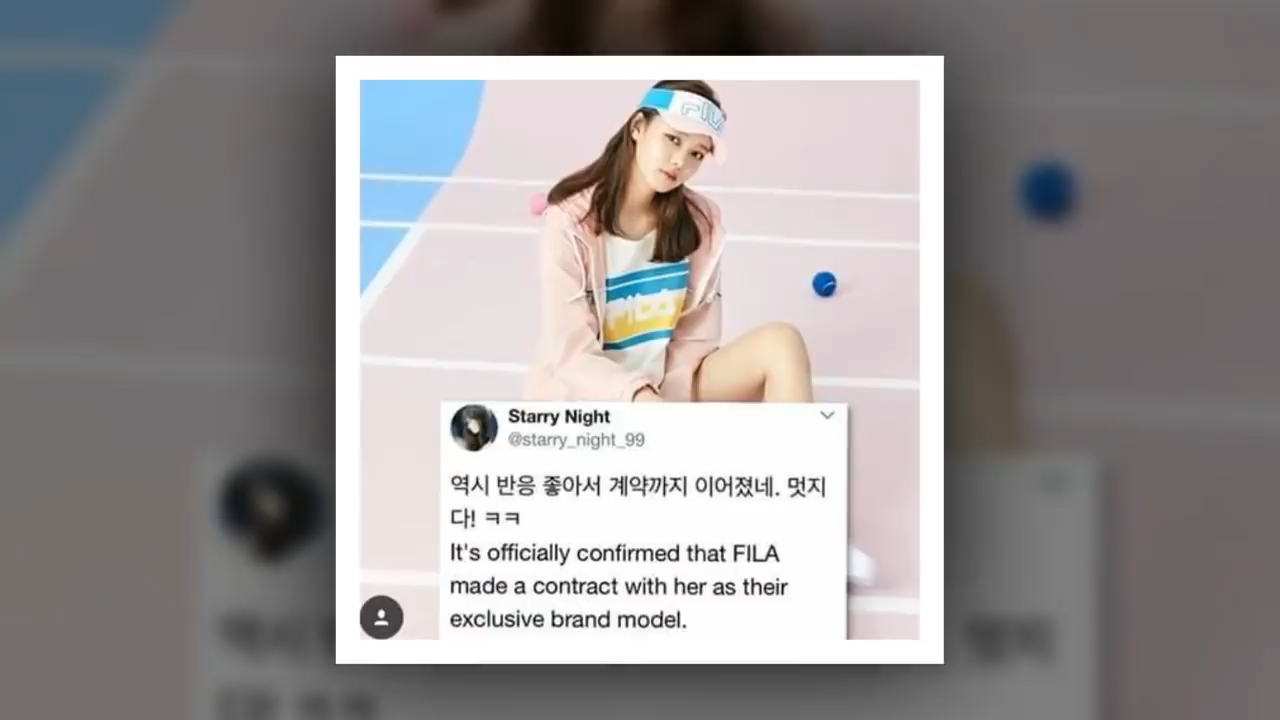 FILA
FILA
Starry Night
@starry_night_99
역시 반응 좋아서 계약까지 이어졌네. 멋지
다! ㅋㅋ
It's officially confirmed that FILA
made a contract with her as their
exclusive brand model.